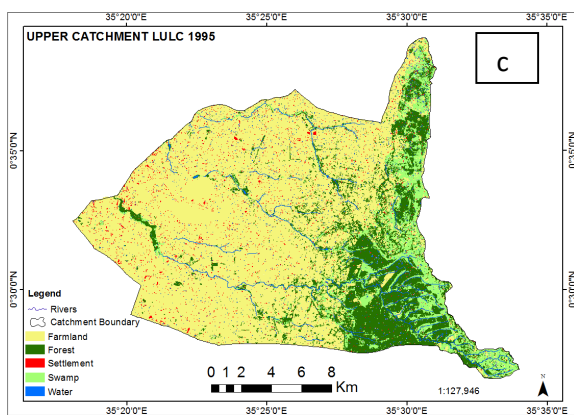 35°20'0"E 35°25'0"E 35°30'0"E 35°35'0"E
UPPER CATCHMENT LULC 1995
c
0°35'0"N 0°35'0"N
0°30'0"N 0°30'0"N
Legend
Rivers
Catchment Boundary
Farmland
Forest
Settlement
Swamp
Water
0 1 2 4 6 8
Km
1:127,946
N
35°20'0"E 35°25'0"E 35°30'0"E 35°35'0"E